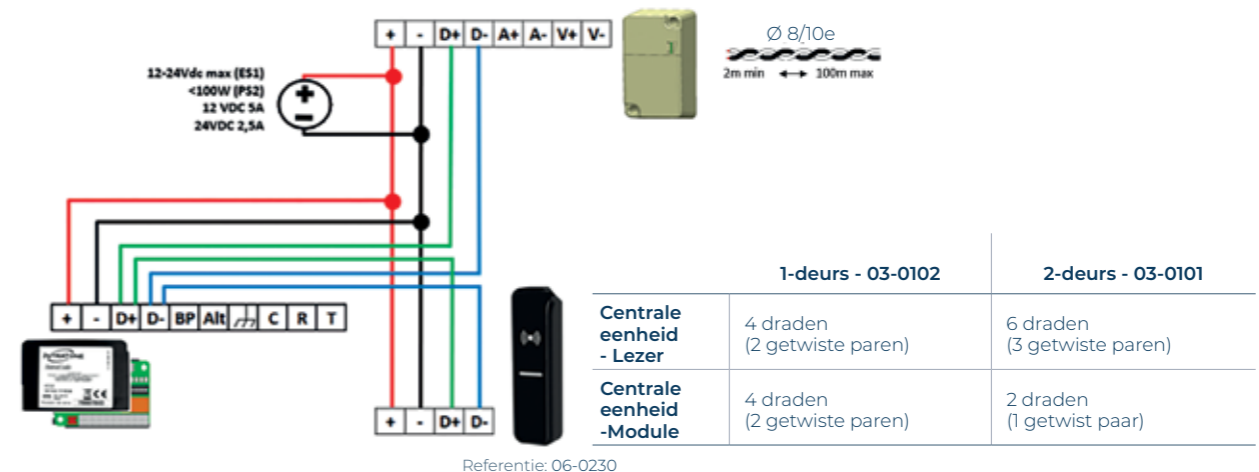 + - D+ D- A+ A- V+ V-
Ø 8/10e
2m min 100m max
12-24Vdc max (ES1)
<100W (PS2)
12 VDC 5A
24VDC 2,5A
+
-
+ - D+ D- BP Alt C R T
+ - D+ D-
Referentie: 06-0230
1-deurs - 03-0102 2-deurs - 03-0101
Centrale
eenheid
- Lezer
4 draden
(2 getwiste paren)
6 draden
(3 getwiste paren)
Centrale
eenheid
-Module
4 draden
(2 getwiste paren)
2 draden
(1 getwist paar)